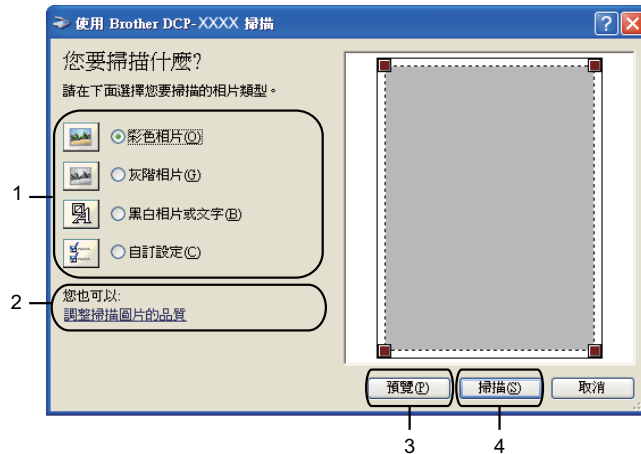 使用 Brother DCP-XXXX 掃描
您要掃描什麼?
請在下面選擇您要掃描的相片類型。
彩色相片(O)
灰階相片(G)
黑白相片或文字(B)
自訂設定(C)
1
您也可以:
調整掃描圖片的品質
2
預覽(P)
掃描(S)
取消
3
4